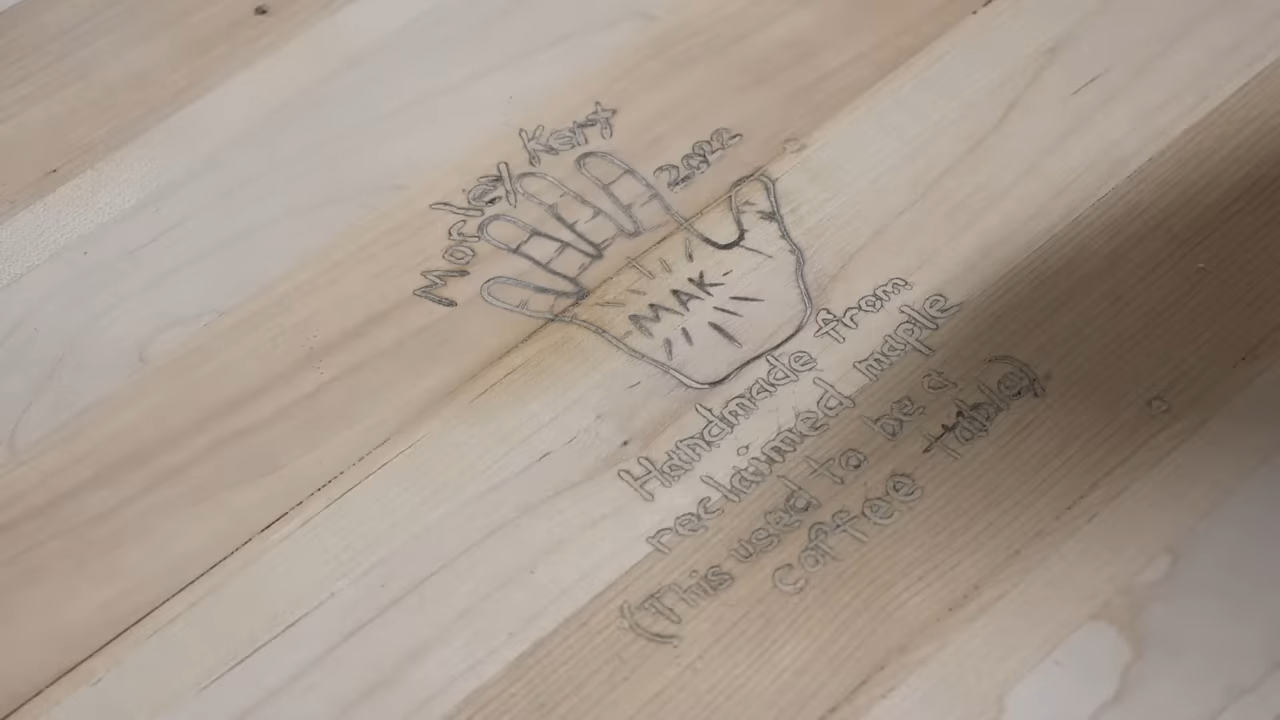 Morley Kert
2022
MAK
Handmade from
reclaimed maple
(This used to be a
coffee table)